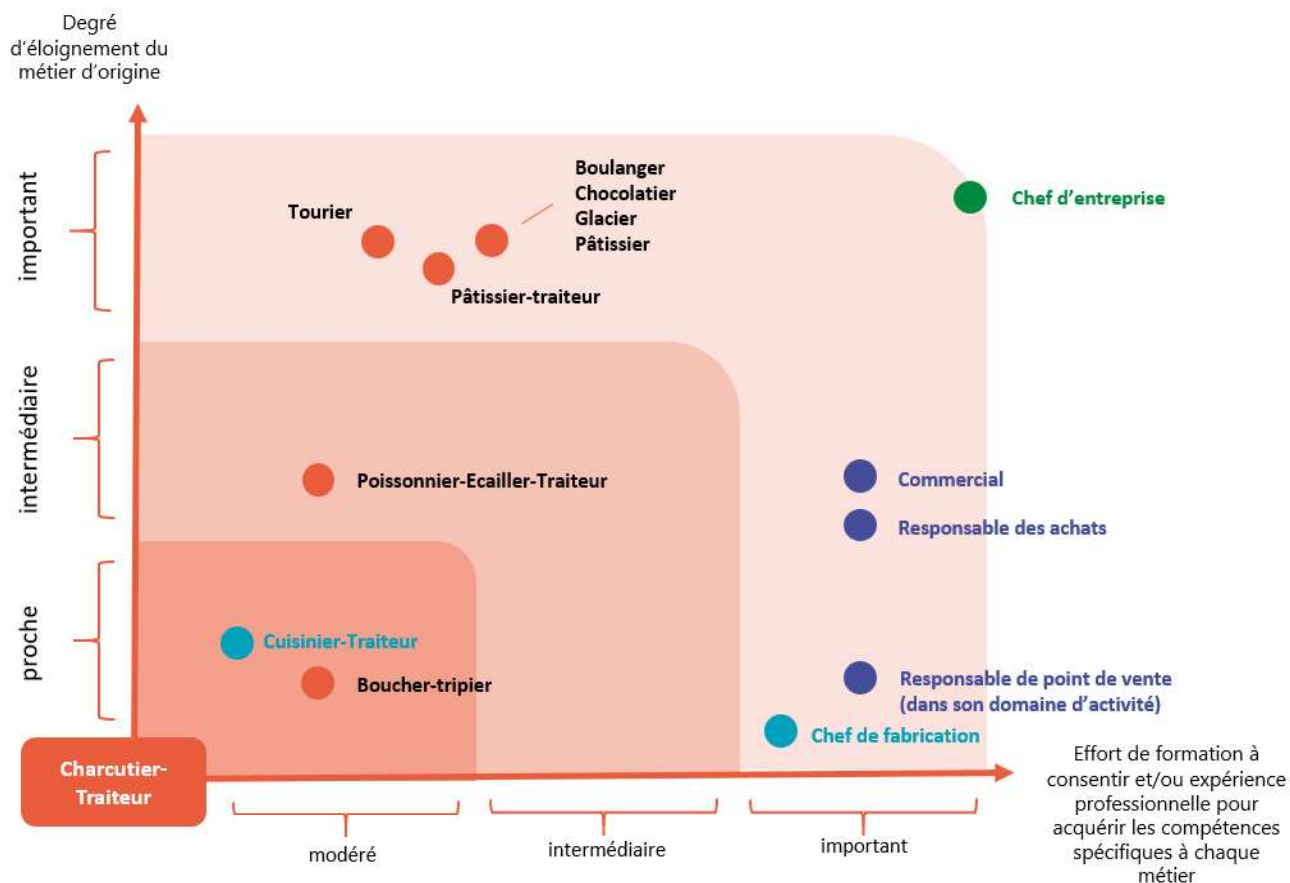 Degré
d’éloignement du
métier d’origine
important
intermédiaire
proche
Tourier
Boulanger
Chocolatier
Glacier
Pâtissier
Pâtissier-traiteur
Chef d’entreprise
Poissonnier-Ecailler-Traiteur
Commercial
Responsable des achats
Cuisinier-Traiteur
Boucher-tripier
Responsable de point de vente
(dans son domaine d’activité)
Chef de fabrication
Charcutier-
Traiteur
modéré
intermédiaire
important
Effort de formation à
consentir et/ou expérience
professionnelle pour
acquérir les compétences
spécifiques à chaque
métier